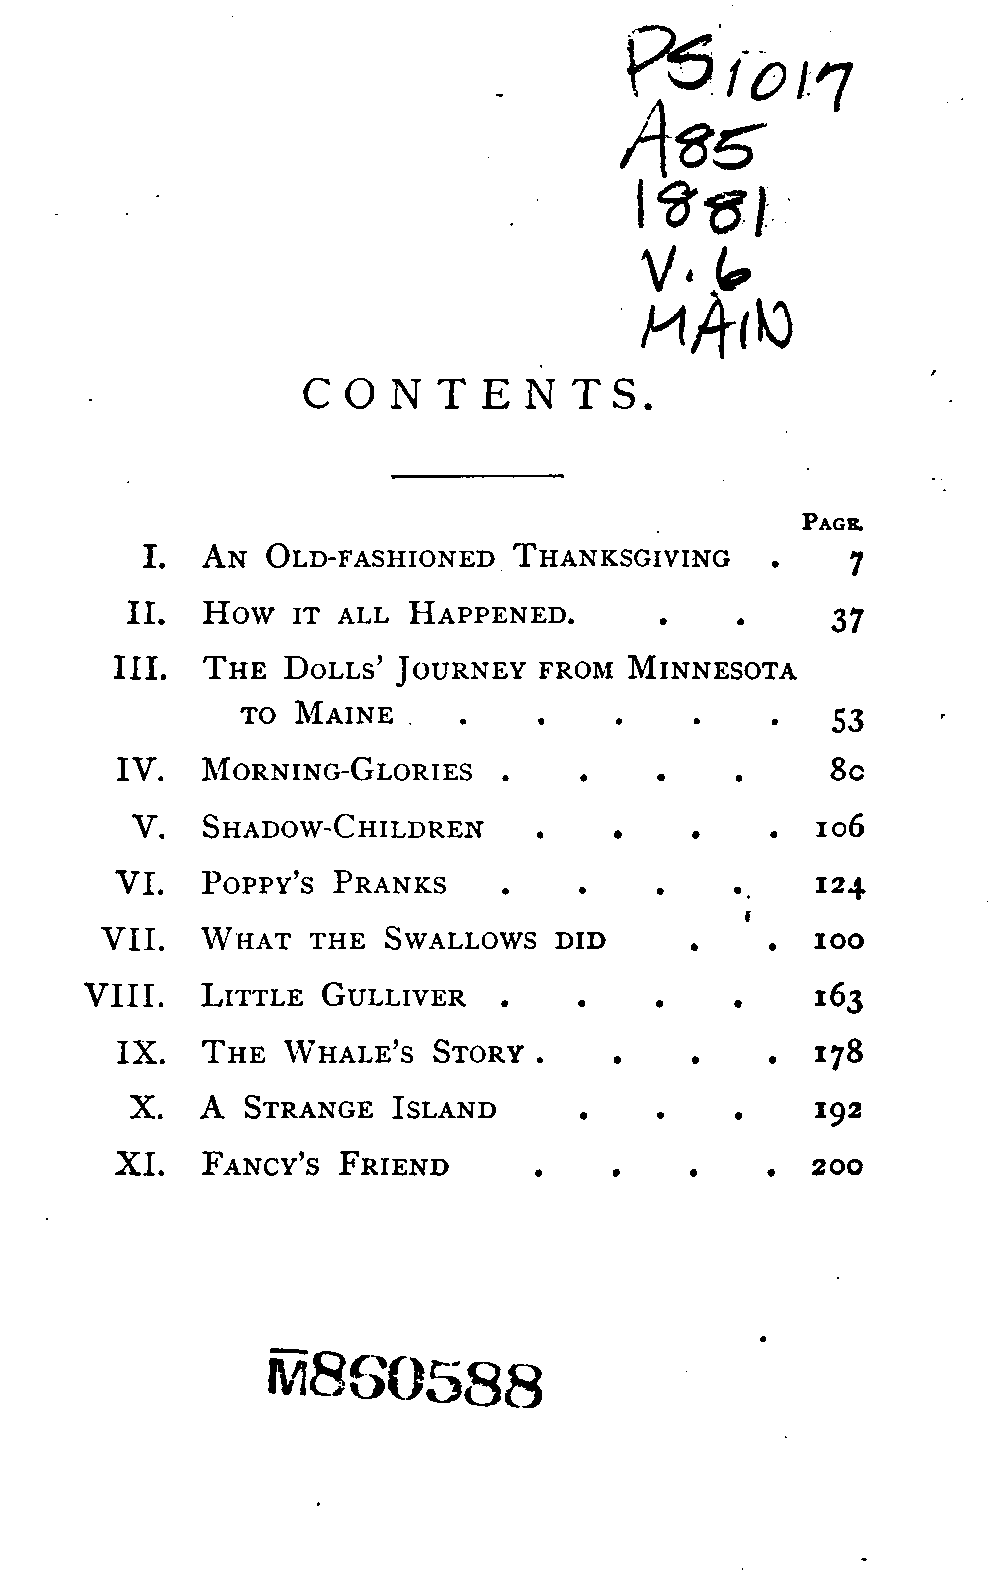 PS1017
A85
1881
V.6
MAIN
CONTENTS.
PAGE.
I. AN OLD-FASHIONED THANKSGIVING . 7
II. HOW IT ALL HAPPENED. . . 37
III. THE DOLLS' JOURNEY FROM MINNESOTA
TO MAINE . . . . . 53
IV. MORNING-GLORIES . . . . 80
V. SHADOW-CHILDREN . . . . 106
VI. POPPY'S PRANKS . . . . 124
VII. WHAT THE SWALLOWS DID . . 100
VIII. LITTLE GULLIVER . . . . 163
IX. THE WHALE'S STORY . . . . 178
X. A STRANGE ISLAND . . . 192
XI. FANCY'S FRIEND . . . . 200
M860588